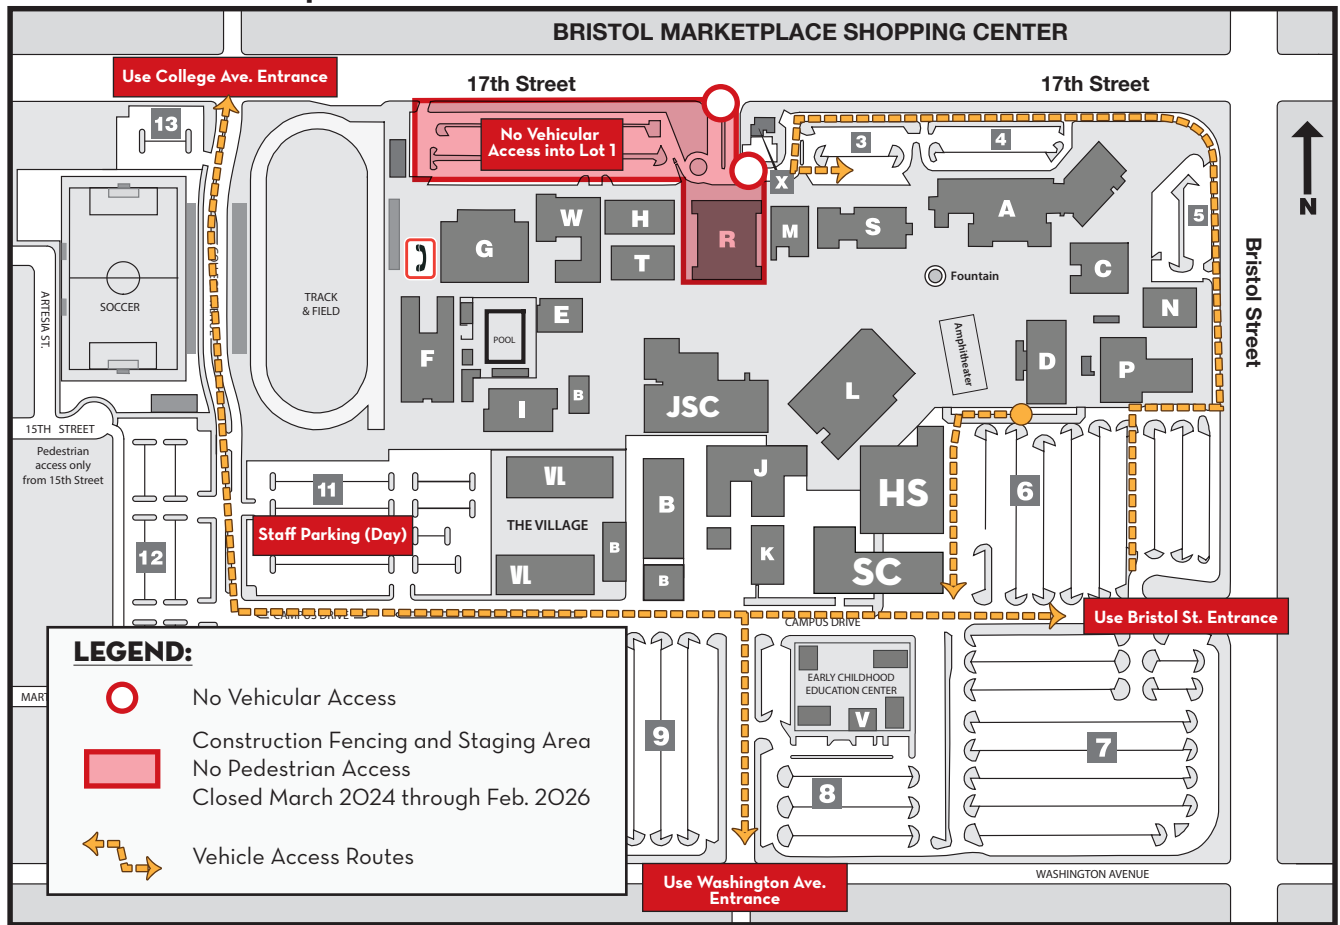 BRISTOL MARKETPLACE SHOPPING CENTER
Use College Ave. Entrance
17th Street
17th Street
13
No Vehicular
Access into Lot 1
3
4
X
N
A
5
W
H
R
M
S
G
T
C
Bristol Street
Fountain
ARTESIA ST.
SOCCER
TRACK
& FIELD
E
N
POOL
Amphitheater
F
D
P
L
B
I
JSC
15TH STREET
Pedestrian
access only
from 15th Street
J
VL
11
HS
6
B
THE VILLAGE
Staff Parking (Day)
12
B
K
SC
VL
B
CAMPUS DRIVE
CAMPUS DRIVE
Use Bristol St. Entrance
EARLY CHILDHOOD
EDUCATION CENTER
V
MART
9
7
8
LEGEND:
No Vehicular Access
Construction Fencing and Staging Area
No Pedestrian Access
Closed March 2024 through Feb. 2026
Vehicle Access Routes
WASHINGTON AVENUE
Use Washington Ave.
Entrance